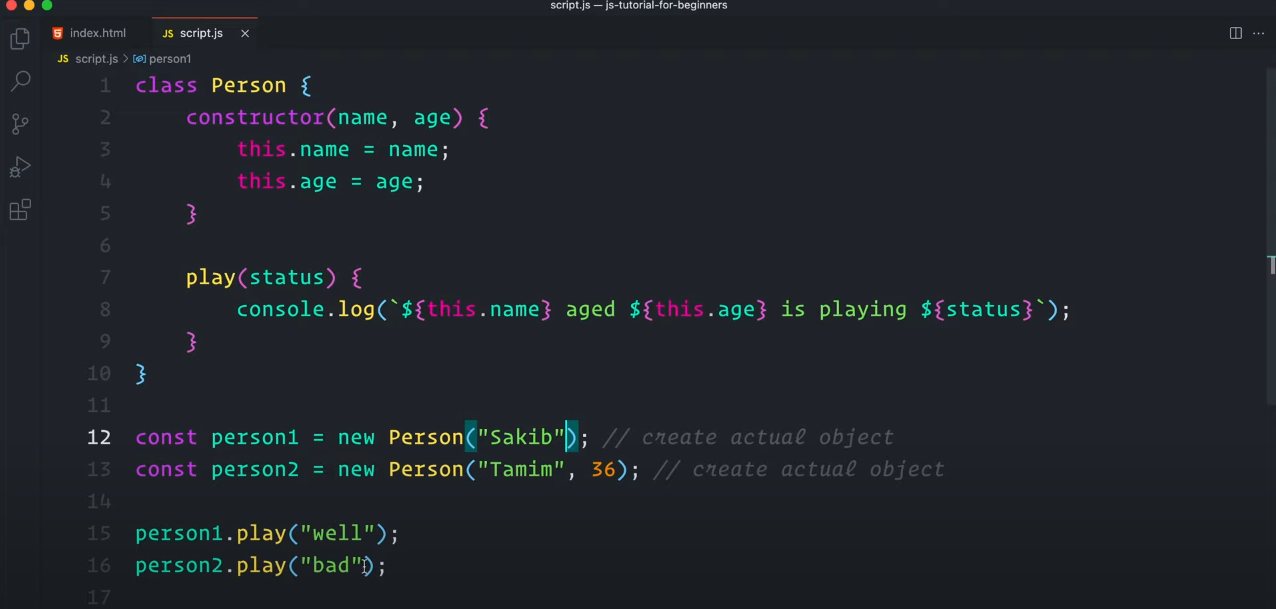 script.js — js-tutorial-for-beginners
index.html JS script.js ×
JS script.js > person1
1 class Person {
2 constructor(name, age) {
3 this.name = name;
4 this.age = age;
5 }
6
7 play(status) {
8 console.log(`${this.name} aged ${this.age} is playing ${status}`);
9 }
10 }
11
12 const person1 = new Person("Sakib"); // create actual object
13 const person2 = new Person("Tamim", 36); // create actual object
14
15 person1.play("well");
16 person2.play("bad");
17